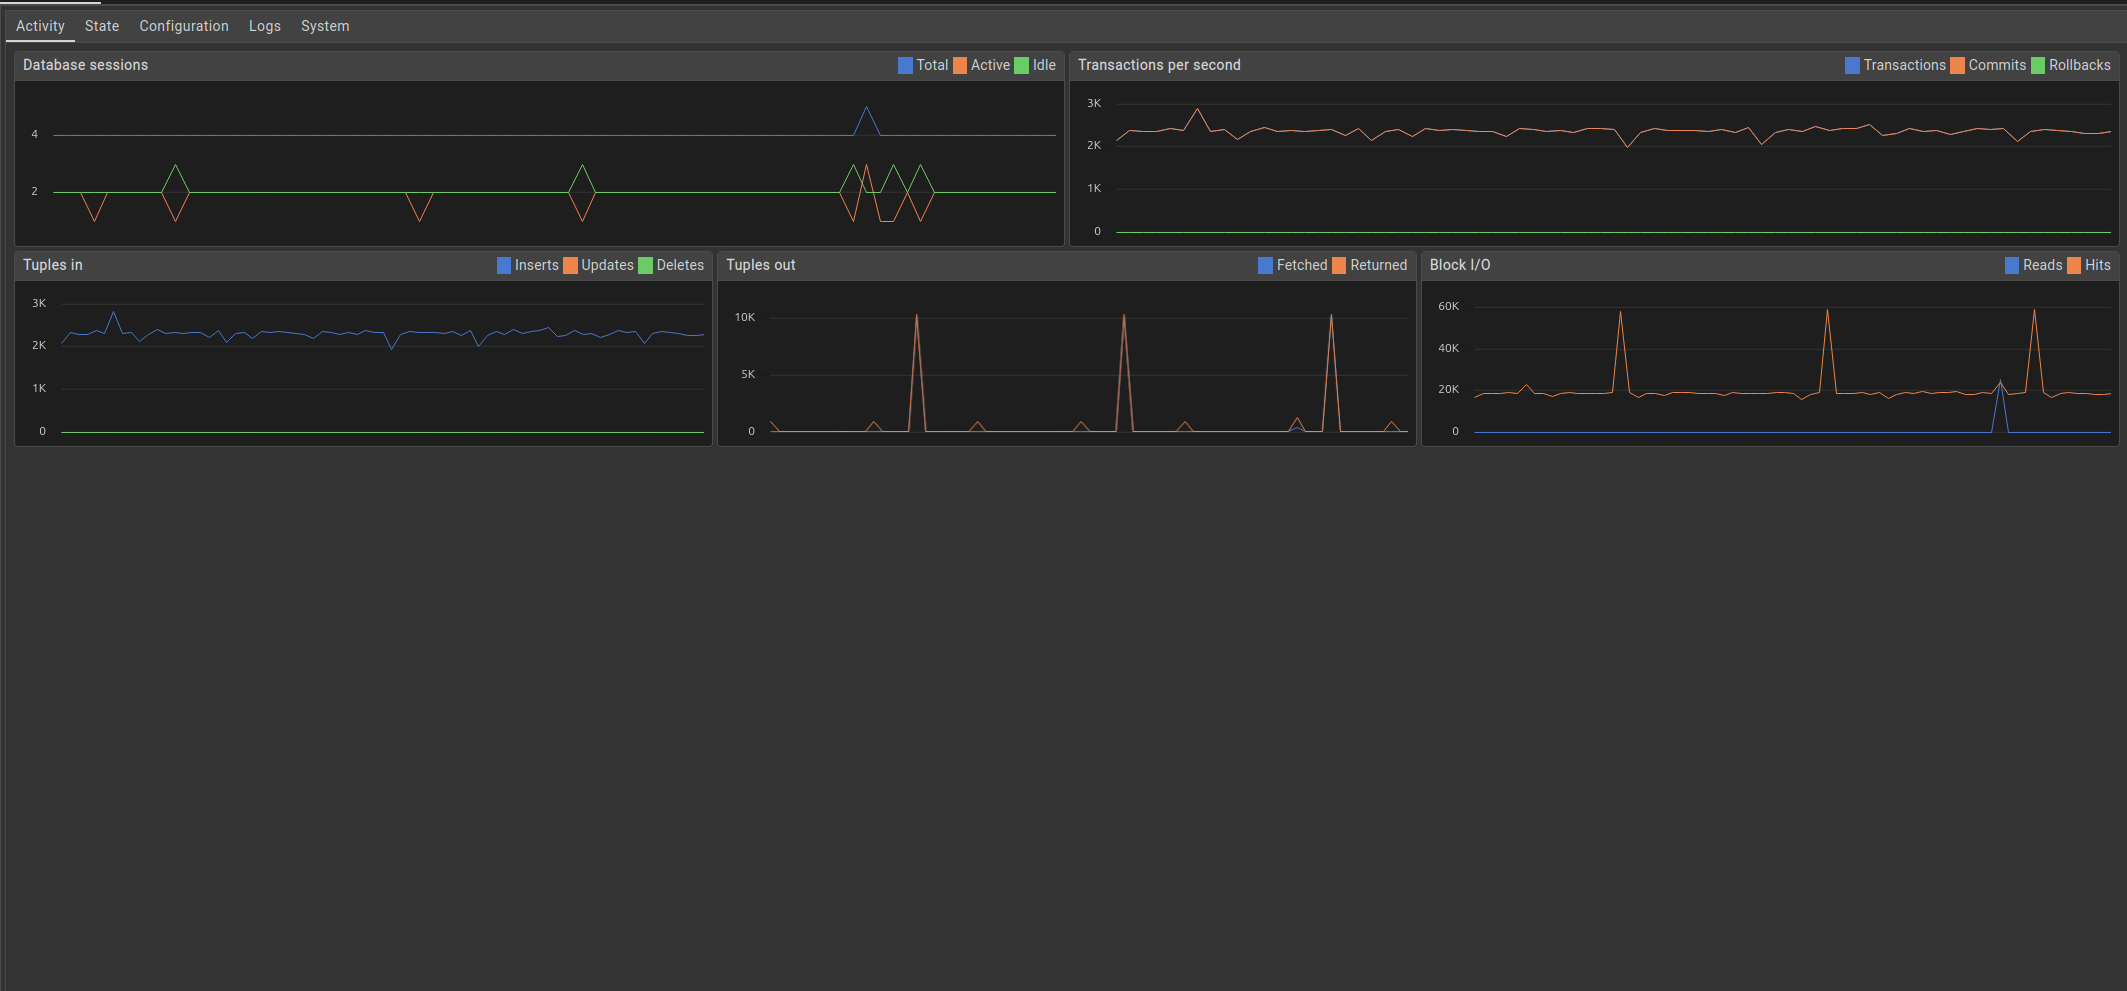 Activity State Configuration Logs System
Database sessions Total Active Idle
4
2
Transactions per second Transactions Commits Rollbacks
3K
2K
1K
0
Tuples in Inserts Updates Deletes
3K
2K
1K
0
Tuples out Fetched Returned
10K
5K
0
Block I/O Reads Hits
60K
40K
20K
0